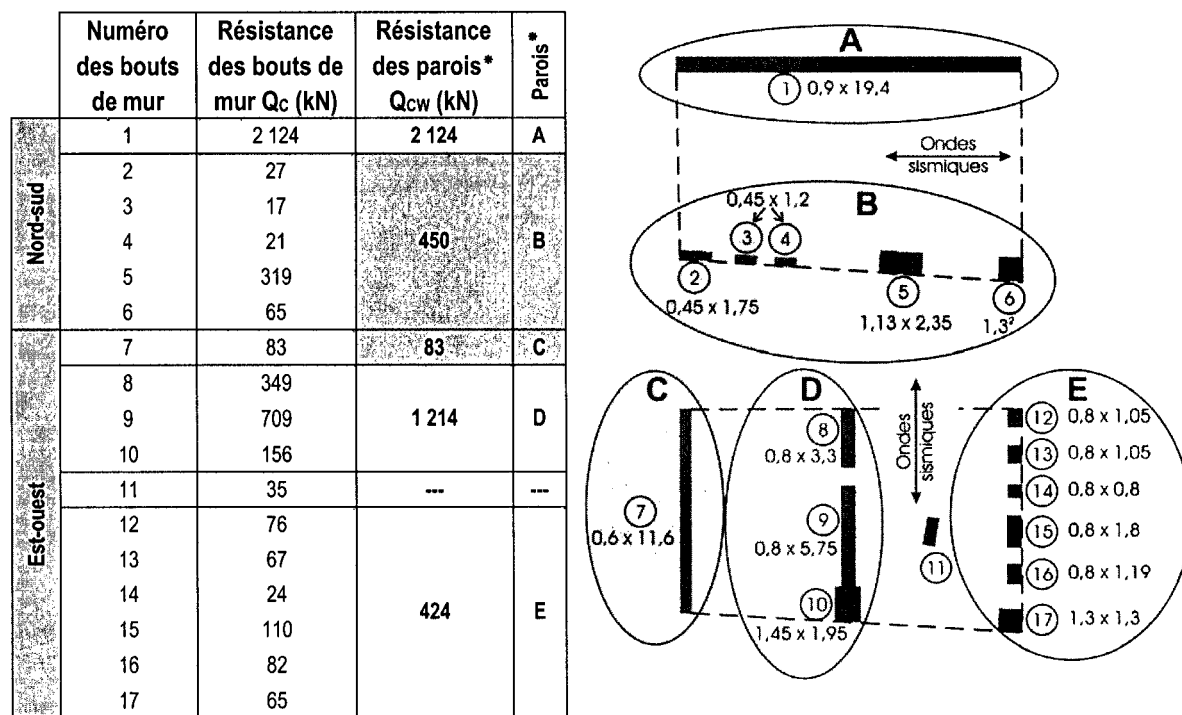 Numéro des bouts de mur | Résistance des bouts de mur QC (kN) | Résistance des parois* QCW (kN) | Parois*
Nord-sud
1 | 2 124 | 2 124 | A
2 | 27
3 | 17
4 | 21 | 450 | B
5 | 319
6 | 65
Est-ouest
7 | 83 | 83 | C
8 | 349
9 | 709 | 1 214 | D
10 | 156
11 | 35 | --- | ---
12 | 76
13 | 67
14 | 24
15 | 110
16 | 82
17 | 65
424 | E
A
1 0,9 x 19,4
Ondes
sismiques
B
0,45 x 1,2
3 4
2 5 6
0,45 x 1,75
1,13 x 2,35
1,3²
C
7
0,6 x 11,6
D
8
0,8 x 3,3
9
0,8 x 5,75
10
1,45 x 1,95
Ondes
sismiques
11
E
12 0,8 x 1,05
13 0,8 x 1,05
14 0,8 x 0,8
15 0,8 x 1,8
16 0,8 x 1,19
17 1.3 x 1.3